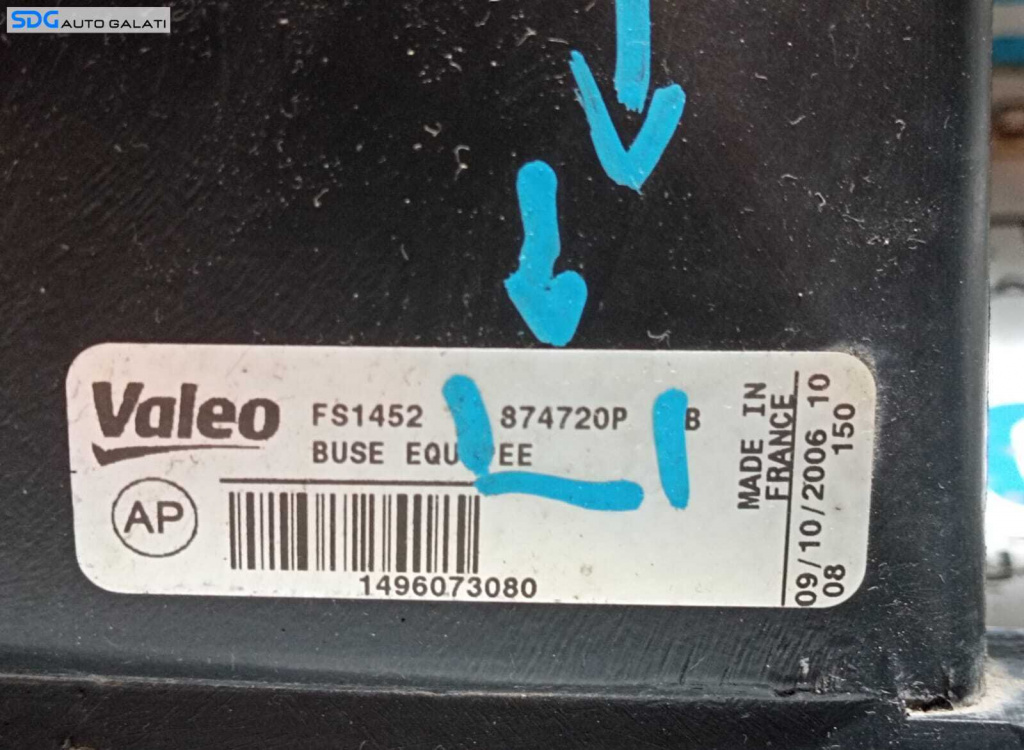 SDG AUTO GALATI
Valeo
FS1452 874720P B
BUSE EQU EE
AP
1496073080
MADE IN
FRANCE
09/10/2006 10
08 150